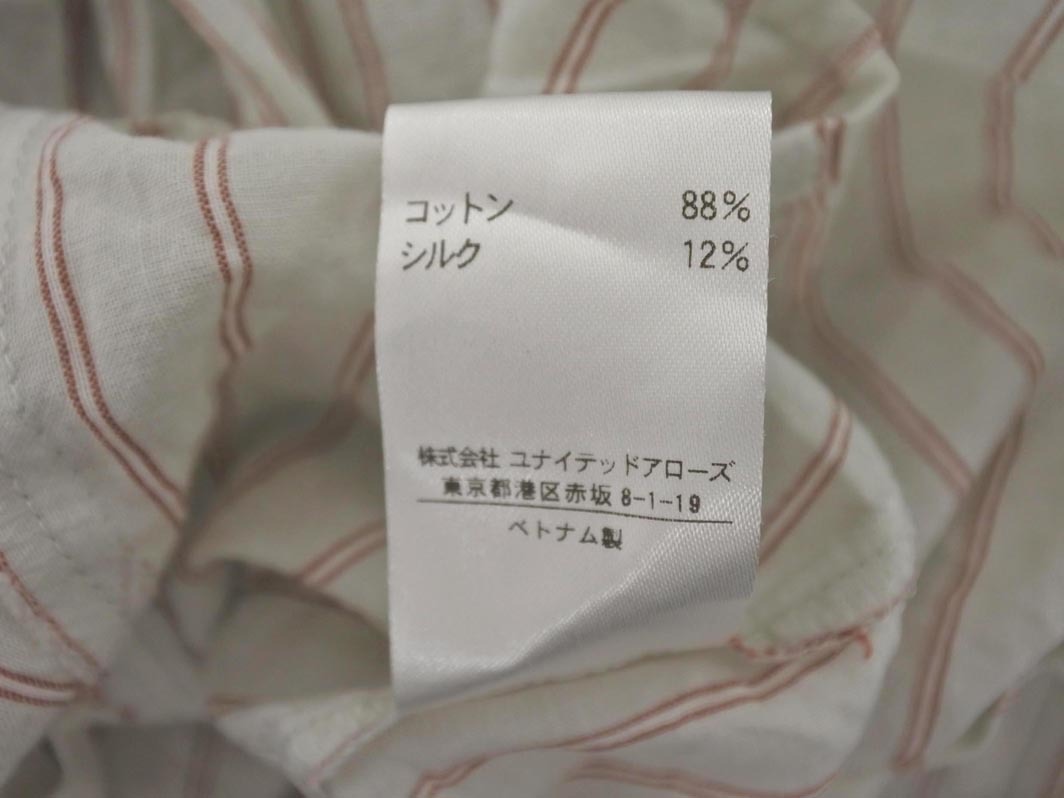 コットン 88%
シルク 12%
株式会社 ユナイテッドアローズ
東京都港区赤坂 8-1-19
ベトナム製